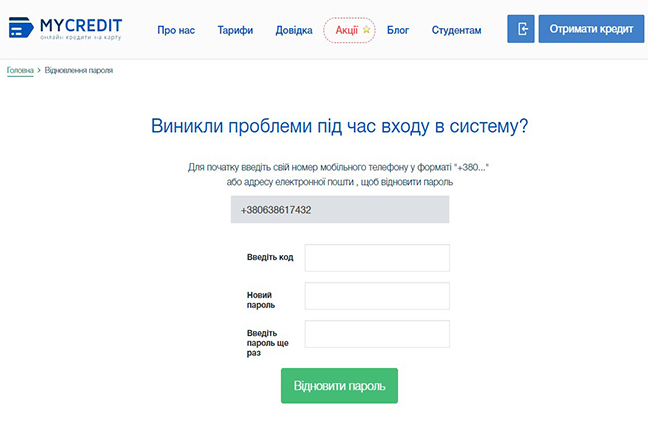 MYCREDIT
онлайн кредити на карту
Про нас Тарифи Довідка Акції Блог Студентам Отримати кредит
Головна > Відновлення пароля
Виникли проблеми під час входу в систему?
Для початку введіть свій номер мобільного телефону у форматі "+380..."
або адресу електронної пошти , щоб відновити пароль
+380638617432
Введіть код
Новий
пароль
Введіть
пароль ще
раз
Відновити пароль